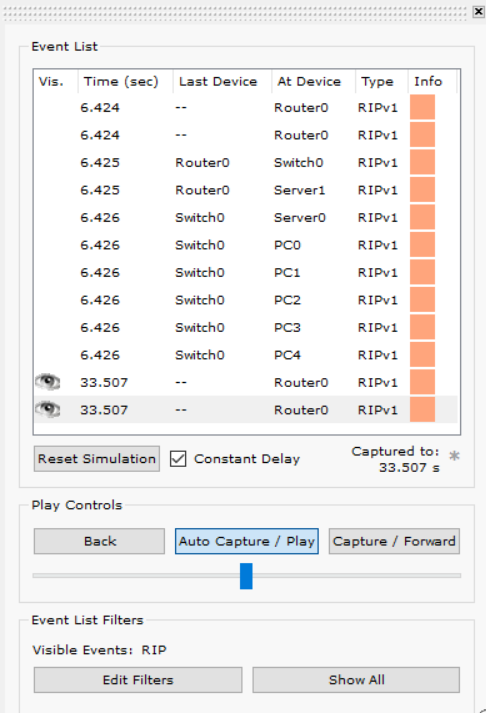 Event List
Vis. Time (sec) Last Device At Device Type Info
6.424 -- Router0 RIPv1
6.424 -- Router0 RIPv1
6.425 Router0 Switch0 RIPv1
6.425 Router0 Server1 RIPv1
6.426 Switch0 Server0 RIPv1
6.426 Switch0 PC0 RIPv1
6.426 Switch0 PC1 RIPv1
6.426 Switch0 PC2 RIPv1
6.426 Switch0 PC3 RIPv1
6.426 Switch0 PC4 RIPv1
33.507 -- Router0 RIPv1
33.507 -- Router0 RIPv1
Reset Simulation Constant Delay Captured to: *
33.507 s
Play Controls
Back Auto Capture / Play Capture / Forward
Event List Filters
Visible Events: RIP
Edit Filters Show All